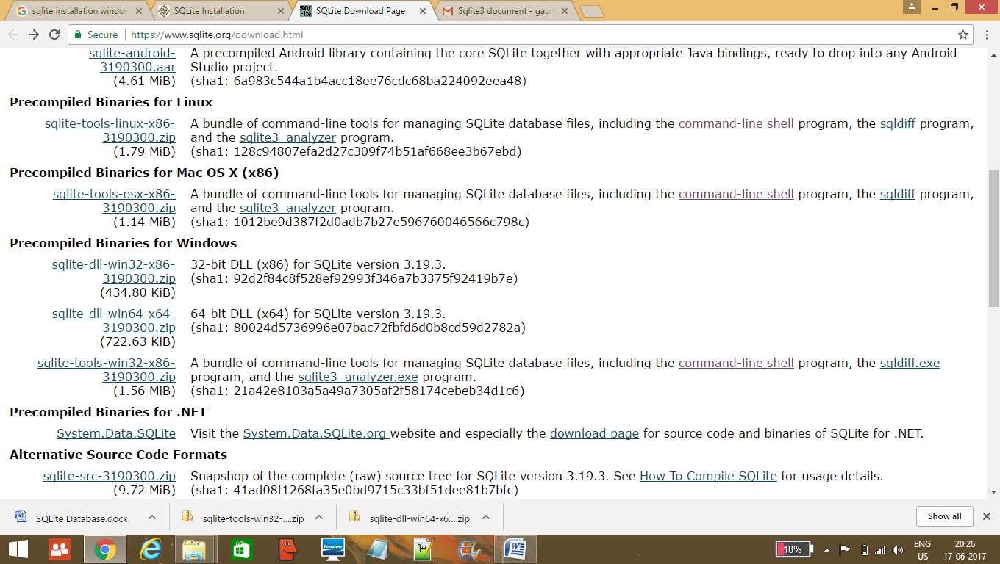 sqlite installation window
SQLite Installation
SQLite Download Page
Sqlite3 document - gaura
Secure
https://www.sqlite.org/download.html
sqlite-android-3190300.aar
(4.61 MiB)
A precompiled Android library containing the core SQLite together with appropriate Java bindings, ready to drop into any Android
Studio project.
(sha1: 6a983c544a1b4acc18ee76cdc68ba224092eea48)
Precompiled Binaries for Linux
sqlite-tools-linux-x86-
3190300.zip
(1.79 MiB)
A bundle of command-line tools for managing SQLite database files, including the command-line shell program, the sqldiff program,
and the sqlite3_analyzer program.
(sha1: 128c94807efa2d27c309f74b51af668ee3b67ebd)
Precompiled Binaries for Mac OS X (x86)
sqlite-tools-osx-x86-
3190300.zip
(1.14 MiB)
A bundle of command-line tools for managing SQLite database files, including the command-line shell program, the sqldiff program,
and the sqlite3_analyzer program.
(sha1: 1012be9d387f2d0adb7b27e596760046566c798c)
Precompiled Binaries for Windows
sqlite-dll-win32-x86-
3190300.zip
(434.80 KiB)
32-bit DLL (x86) for SQLite version 3.19.3.
(sha1: 92d2f84c8f528ef92993f346a7b3375f92419b7e)
sqlite-dll-win64-x64-
3190300.zip
(722.63 KiB)
64-bit DLL (x64) for SQLite version 3.19.3.
(sha1: 80024d5736996e07bac72fbfd6d0b8cd59d2782a)
sqlite-tools-win32-x86-
3190300.zip
(1.56 MiB)
A bundle of command-line tools for managing SQLite database files, including the command-line shell program, the sqldiff.exe
program, and the sqlite3_analyzer.exe program.
(sha1: 21a42e8103a5a49a7305af2f58174cebeb34d1c6)
Precompiled Binaries for .NET
System.Data.SQLite
Visit the System.Data.SQLite.org website and especially the download page for source code and binaries of SQLite for .NET.
Alternative Source Code Formats
sqlite-src-3190300.zip
(9.72 MiB)
Snapshop of the complete (raw) source tree for SQLite version 3.19.3. See How To Compile SQLite for usage details.
(sha1: 41ad08f1268fa35e0bd9715c33bf51dee81b7bfc)
SQLite Database.docx
sqlite-tools-win32-....zip
sqlite-dll-win64-x6....zip
Show all
lenovo
18%
ENG
US
20:26
17-06-2017